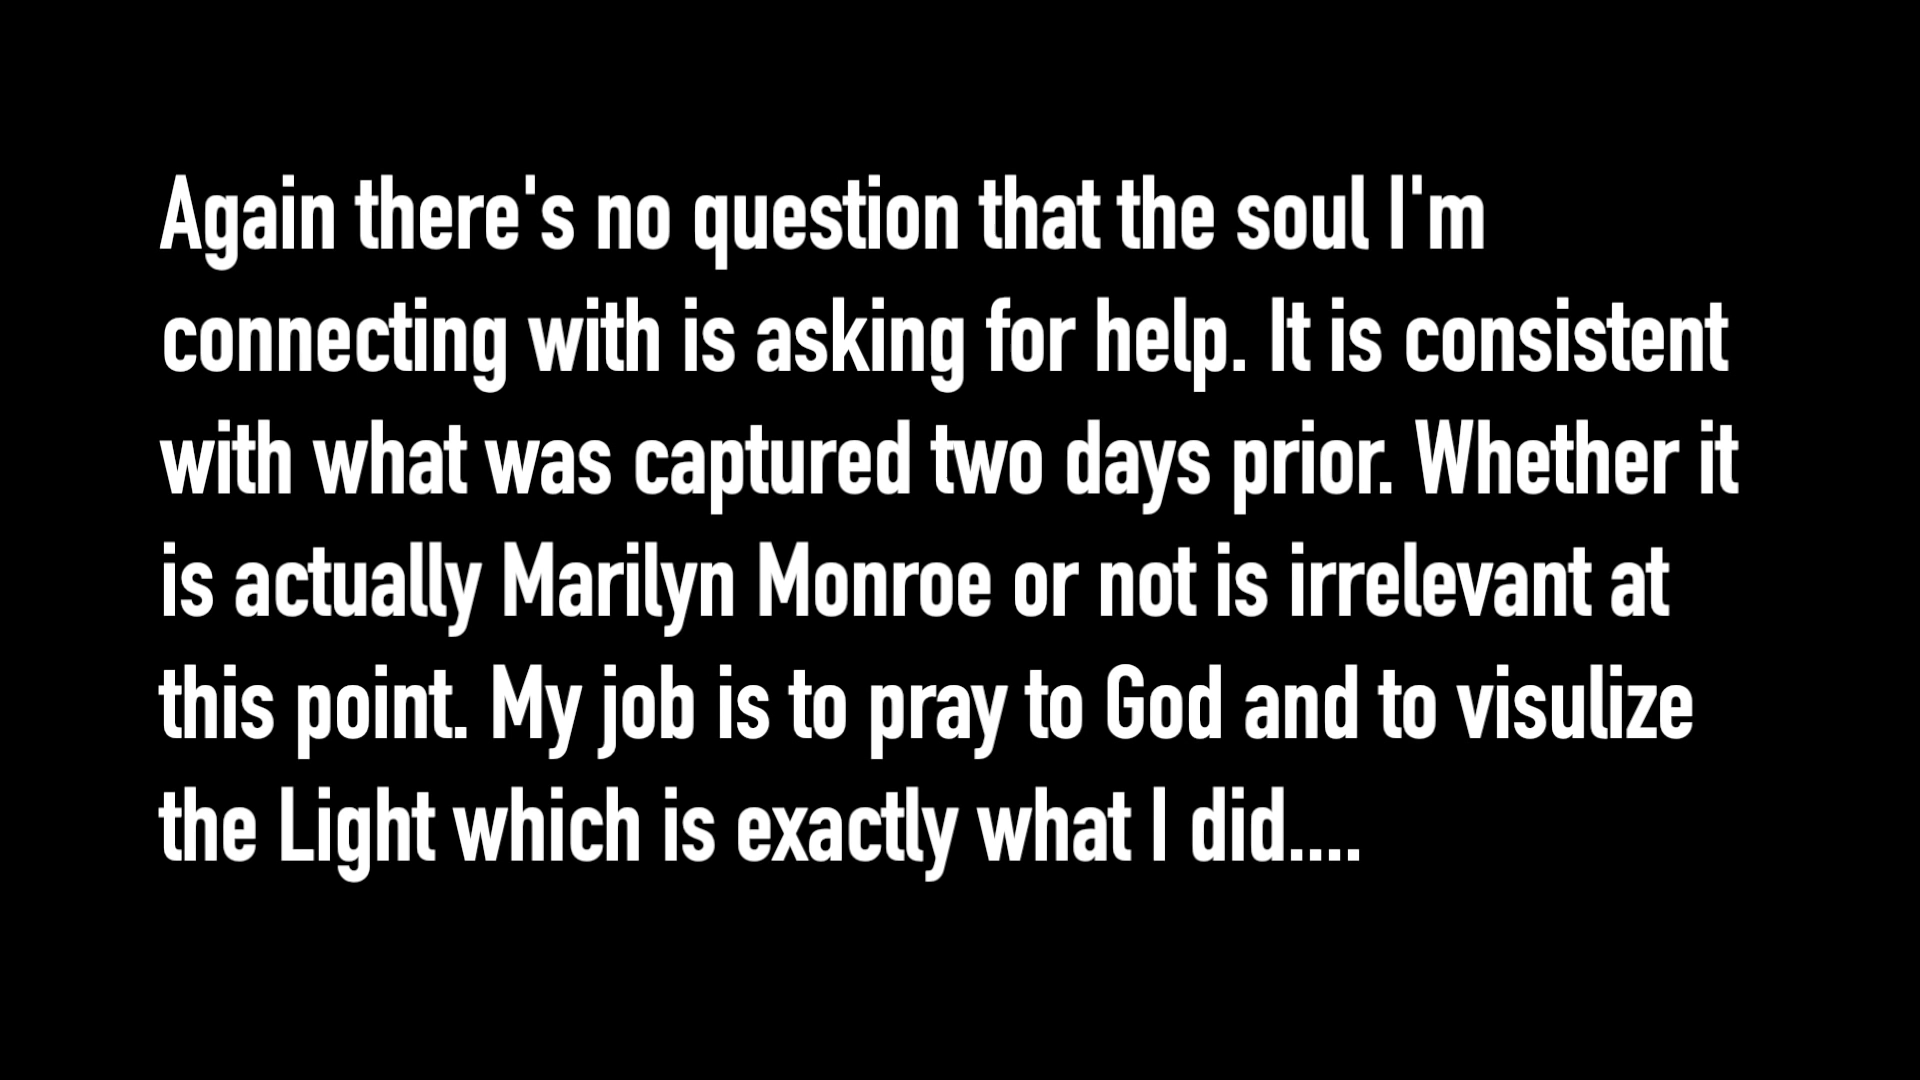 Again there's no question that the soul I'm
connecting with is asking for help. It is consistent
with what was captured two days prior. Whether it
is actually Marilyn Monroe or not is irrelevant at
this point. My job is to pray to God and to visulize
the Light which is exactly what I did....